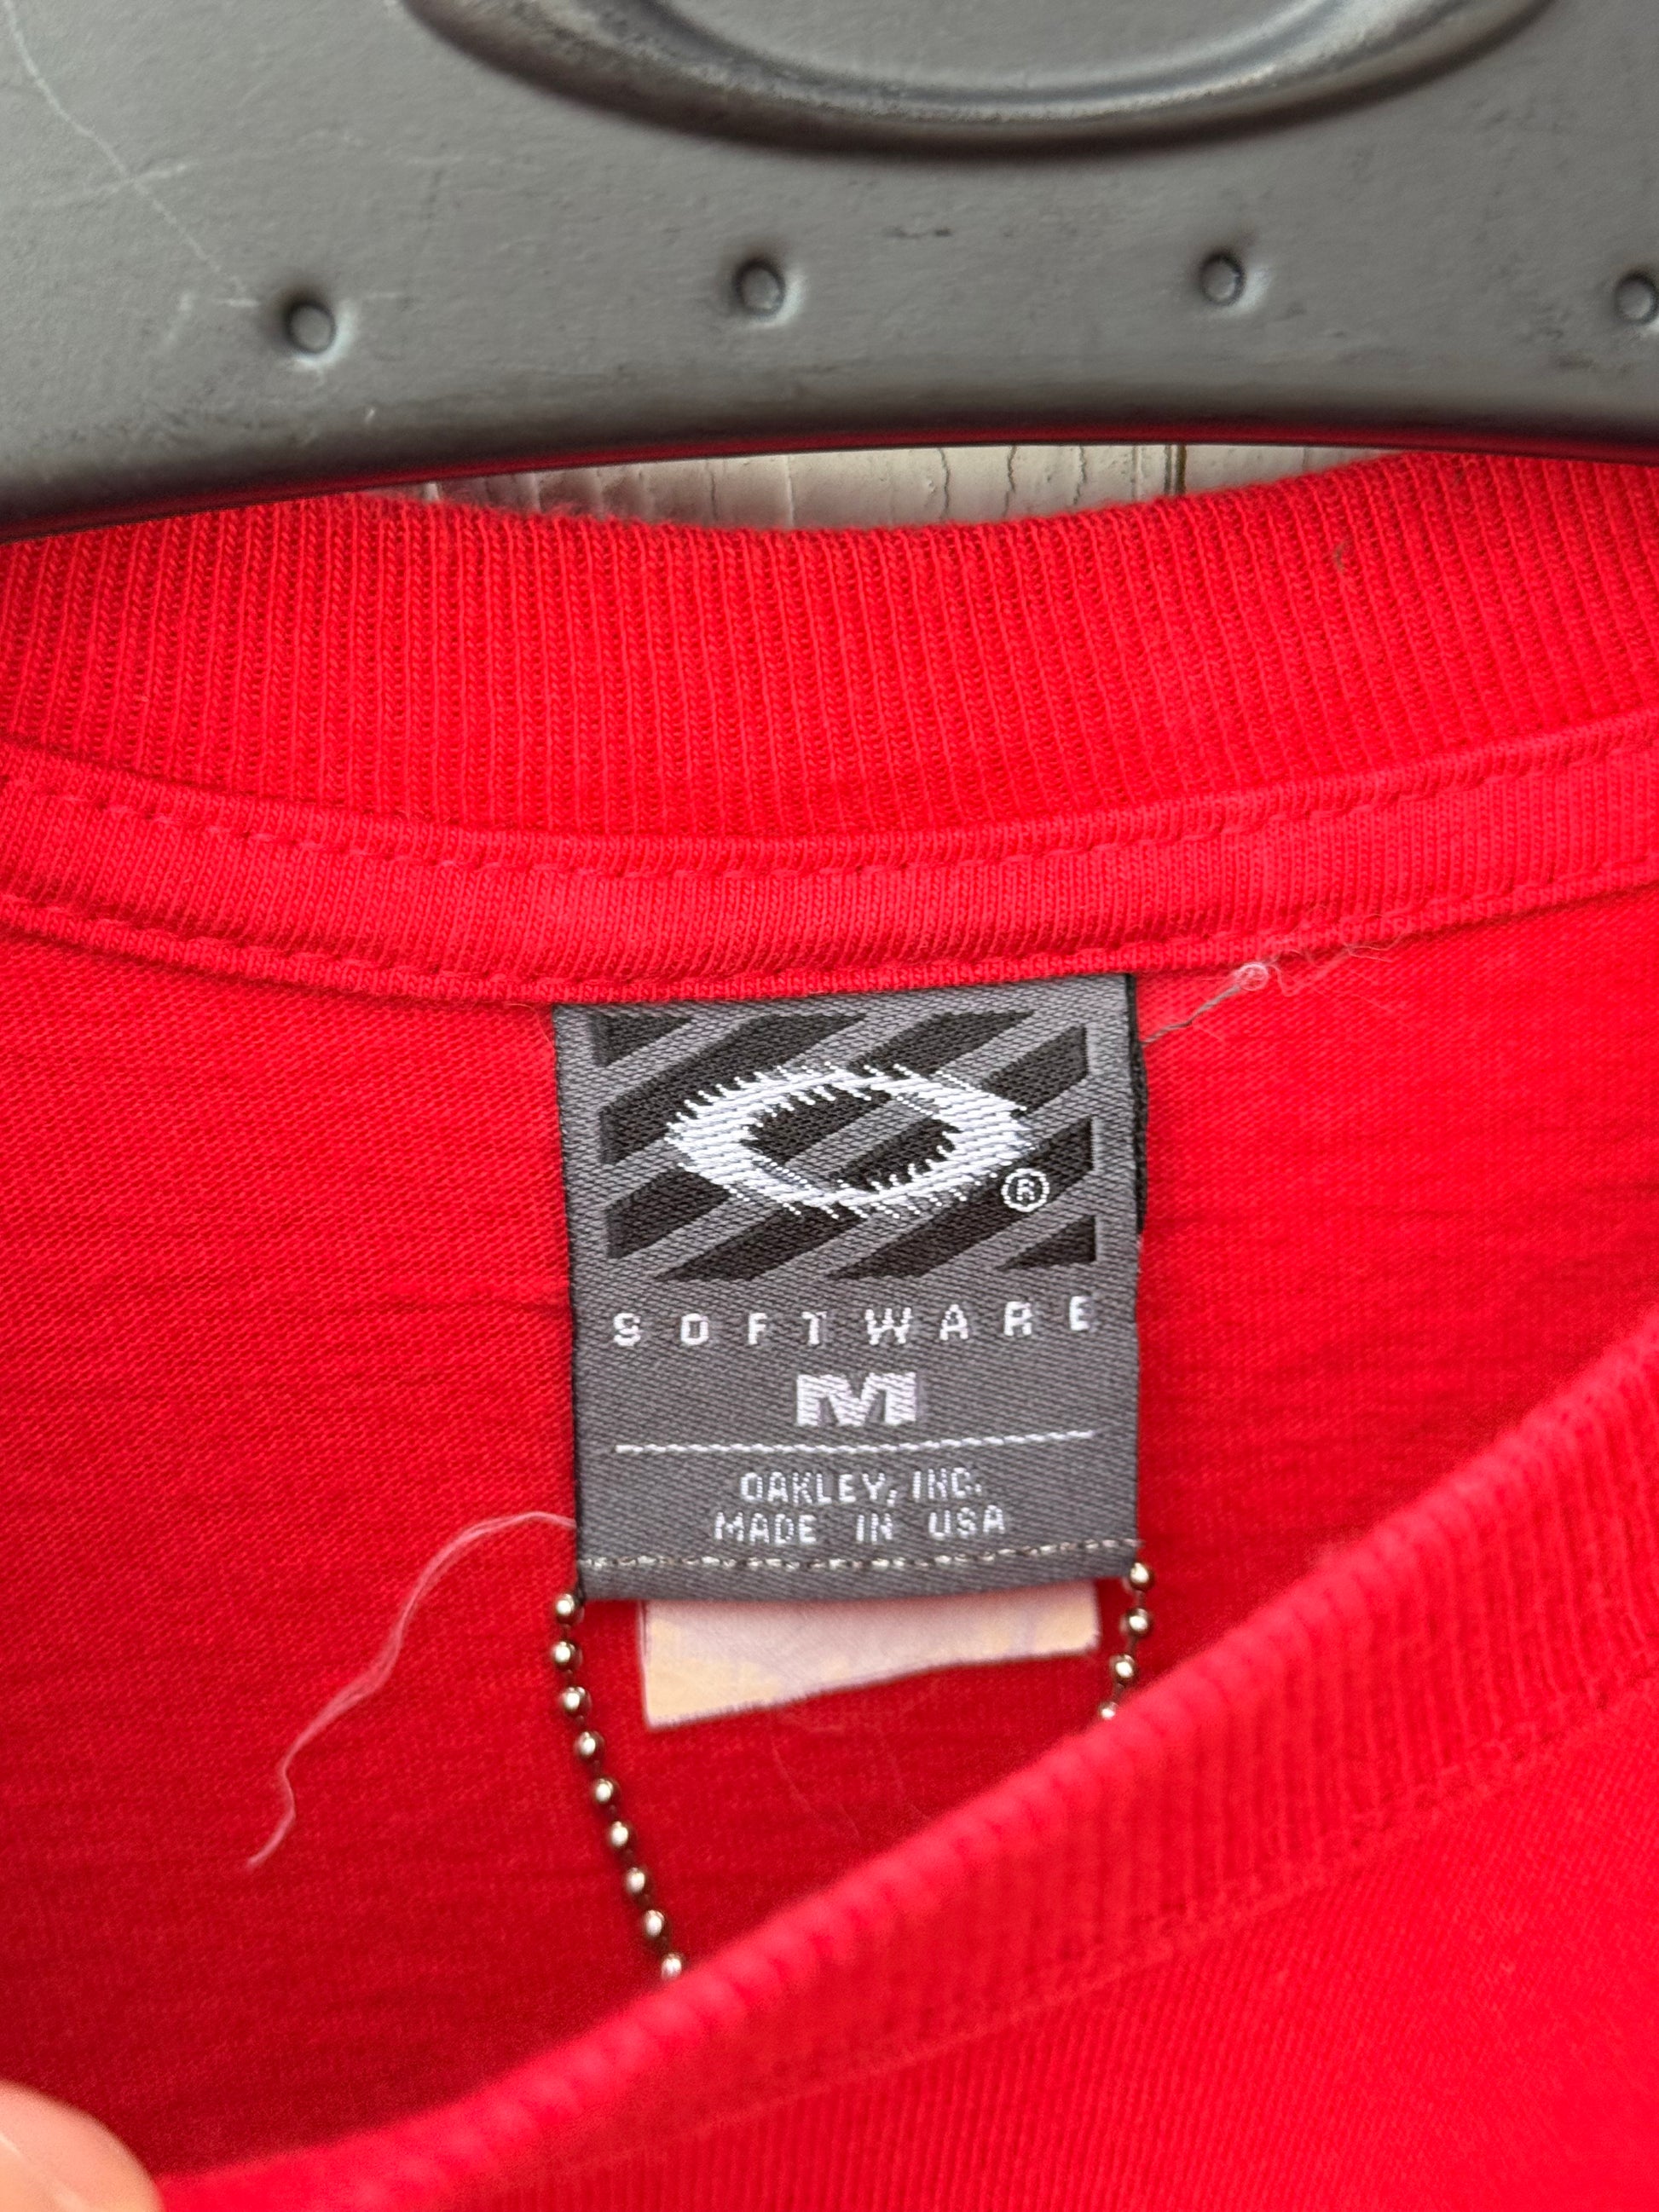 ®
SOFTWARE
M
OAKLEY, INC.
MADE IN USA